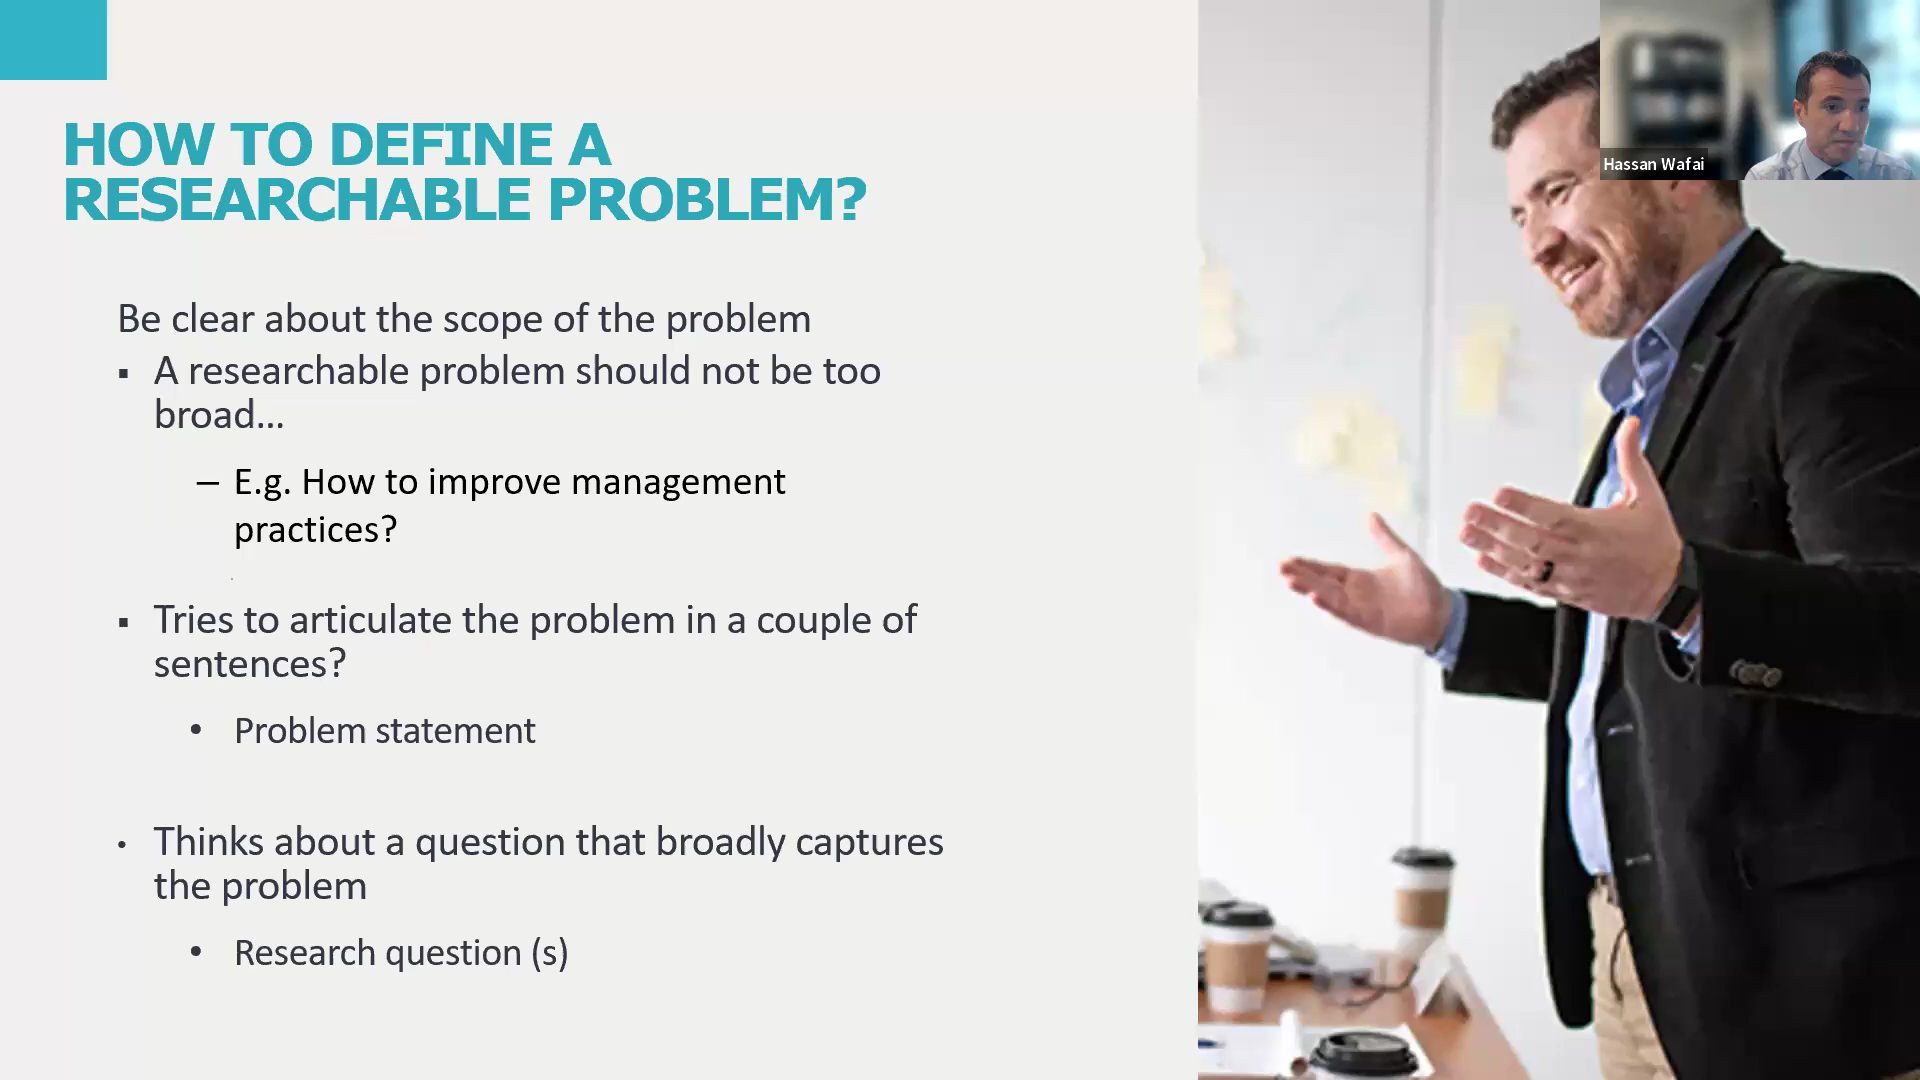 HOW TO DEFINE A
RESEARCHABLE PROBLEM?
Hassan Wafai
Be clear about the scope of the problem
▪ A researchable problem should not be too
broad...
– E.g. How to improve management
practices?
▪ Tries to articulate the problem in a couple of
sentences?
• Problem statement
• Thinks about a question that broadly captures
the problem
• Research question (s)